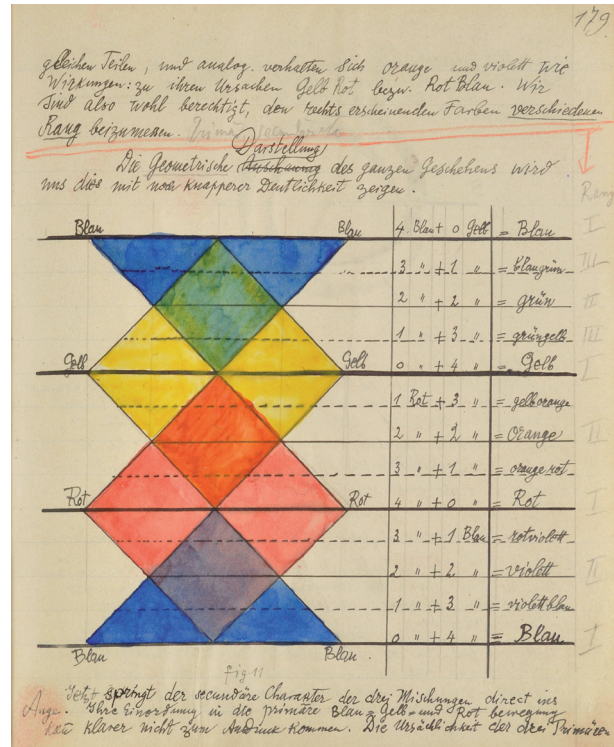 179
gleichen Teilen, und analog. verhalten sich orange und violett wie
Wirkungen: zu ihren Ursachen Gelb Rot bezw. Rot Blau. Wir
sind also wohl berechtigt, den rechts erscheinenden Farben verschiedenen
Rang beizumessen.
Darstellung
Die Geometrische Anschauung des ganzen Geschehens wird
uns dies mit noch knapperer Deutlichkeit zeigen.
Rang
Blau Blau 4 Blau + 0 Gelb = Blau I
3 " + 1 " = blaugrün III
2 " + 2 " = grün II
1 " + 3 " = grüngelb III
Gelb Gelb 0 " + 4 " = Gelb I
1 Rot + 3 " = gelborange
2 " + 2 " = Orange II
3 " + 1 " = orangerot
Rot Rot 4 " + 0 " = Rot I
3 " + 1 Blau = rotviolett
2 " + 2 " = violett II
1 " + 3 " = violettblau
0 " + 4 " = Blau I
Blau Blau
fig 11
Jetzt springt der secundäre Charakter der drei Mischungen direct ins
Auge. Ihre Einordnung in die primäre Blau- Gelb- und Rot bewegung
kann klarer nicht zum Ausdruck kommen. Die Ursächlichkeit der drei Primären